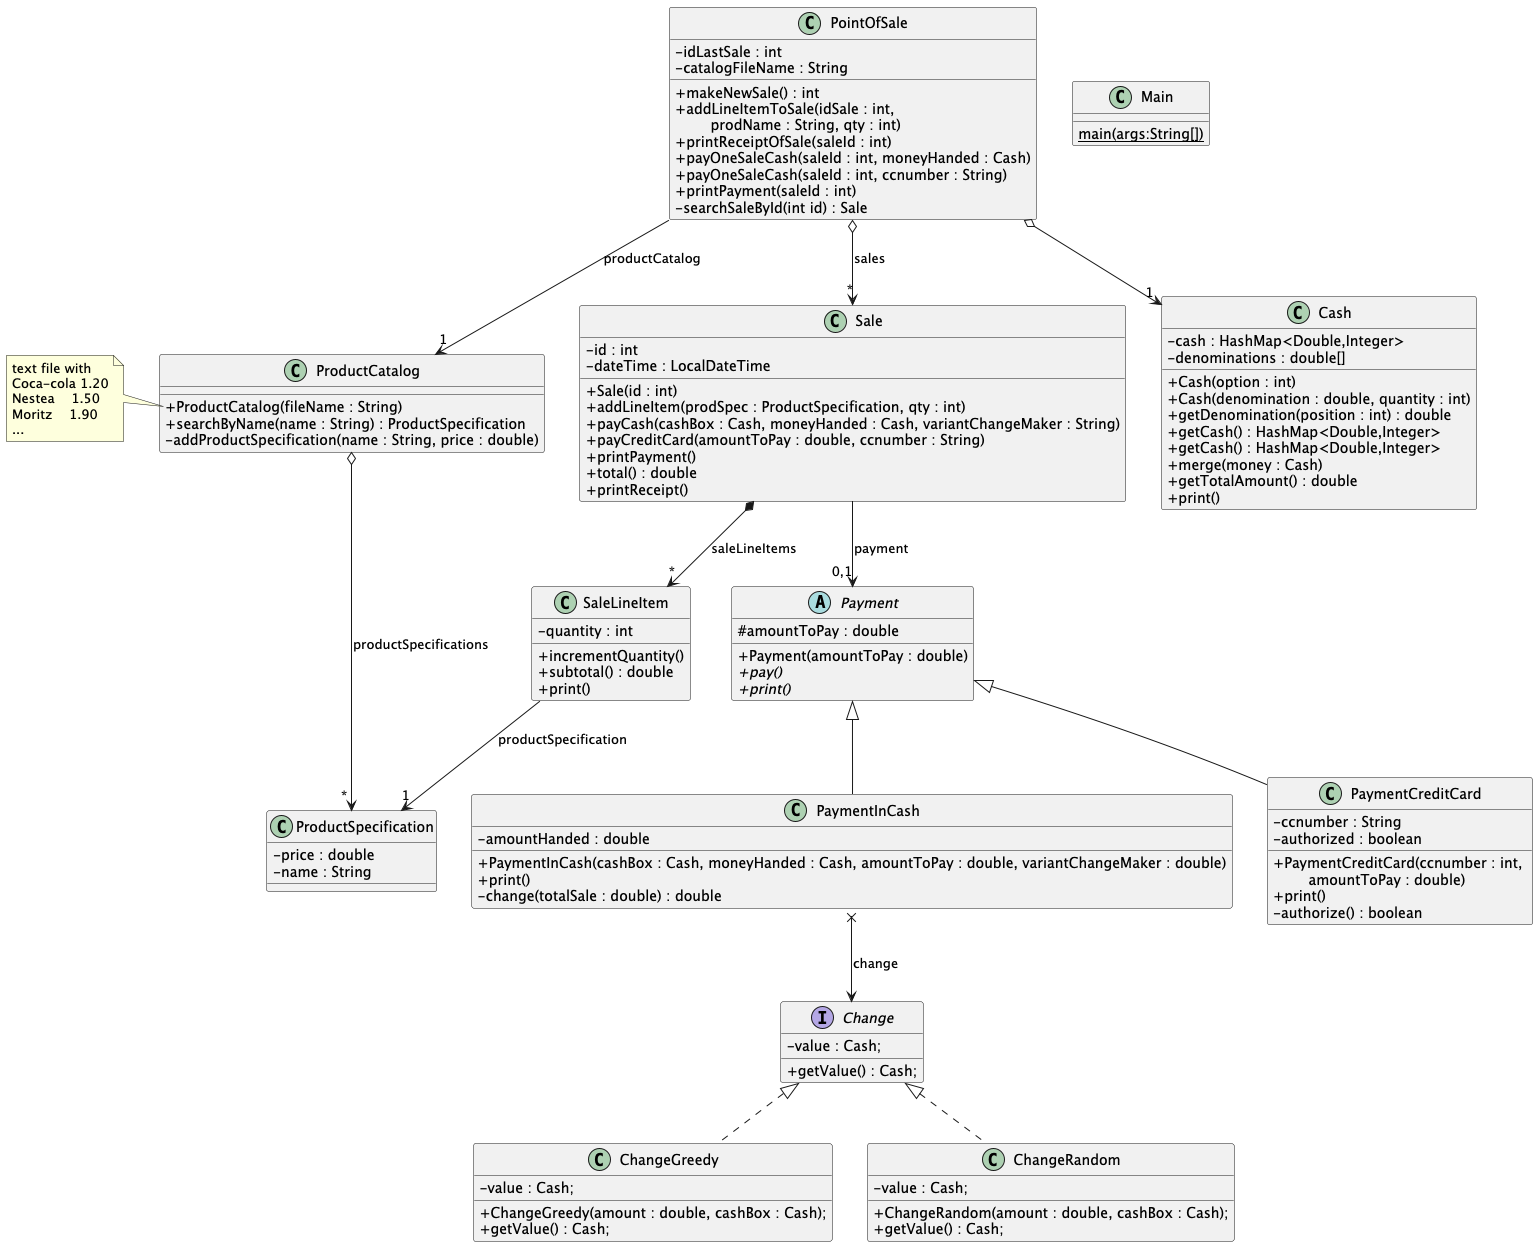 PointOfSale
-idLastSale : int
-catalogFileName : String
+makeNewSale() : int
+addLineItemToSale(idSale : int,
prodName : String, qty : int)
+printReceiptOfSale(saleId : int)
+payOneSaleCash(saleId : int, moneyHanded : Cash)
+payOneSaleCash(saleId : int, ccnumber : String)
+printPayment(saleId : int)
-searchSaleById(int id) : Sale
Main
main(args:String[])
productCatalog
1
sales
*
1
text file with
Coca-cola 1.20
Nestea 1.50
Moritz 1.90
...
ProductCatalog
+ProductCatalog(fileName : String)
+searchByName(name : String) : ProductSpecification
-addProductSpecification(name : String, price : double)
Sale
-id : int
-dateTime : LocalDateTime
+Sale(id : int)
+addLineItem(prodSpec : ProductSpecification, qty : int)
+payCash(cashBox : Cash, moneyHanded : Cash, variantChangeMaker : String)
+payCreditCard(amountToPay : double, ccnumber : String)
+printPayment()
+total() : double
+printReceipt()
Cash
-cash : HashMap<Double,Integer>
-denominations : double[]
+Cash(option : int)
+Cash(denomination : double, quantity : int)
+getDenomination(position : int) : double
+getCash() : HashMap<Double,Integer>
+getCash() : HashMap<Double,Integer>
+merge(money : Cash)
+getTotalAmount() : double
+print()
saleLineItems
*
payment
0,1
productSpecifications
*
SaleLineItem
-quantity : int
+incrementQuantity()
+subtotal() : double
+print()
Payment
#amountToPay : double
+Payment(amountToPay : double)
+pay()
+print()
productSpecification
1
ProductSpecification
-price : double
-name : String
PaymentInCash
-amountHanded : double
+PaymentInCash(cashBox : Cash, moneyHanded : Cash, amountToPay : double, variantChangeMaker : double)
+print()
-change(totalSale : double) : double
PaymentCreditCard
-ccnumber : String
-authorized : boolean
+PaymentCreditCard(ccnumber : int,
amountToPay : double)
+print()
-authorize() : boolean
change
Change
-value : Cash;
+getValue() : Cash;
ChangeGreedy
-value : Cash;
+ChangeGreedy(amount : double, cashBox : Cash);
+getValue() : Cash;
ChangeRandom
-value : Cash;
+ChangeRandom(amount : double, cashBox : Cash);
+getValue() : Cash;